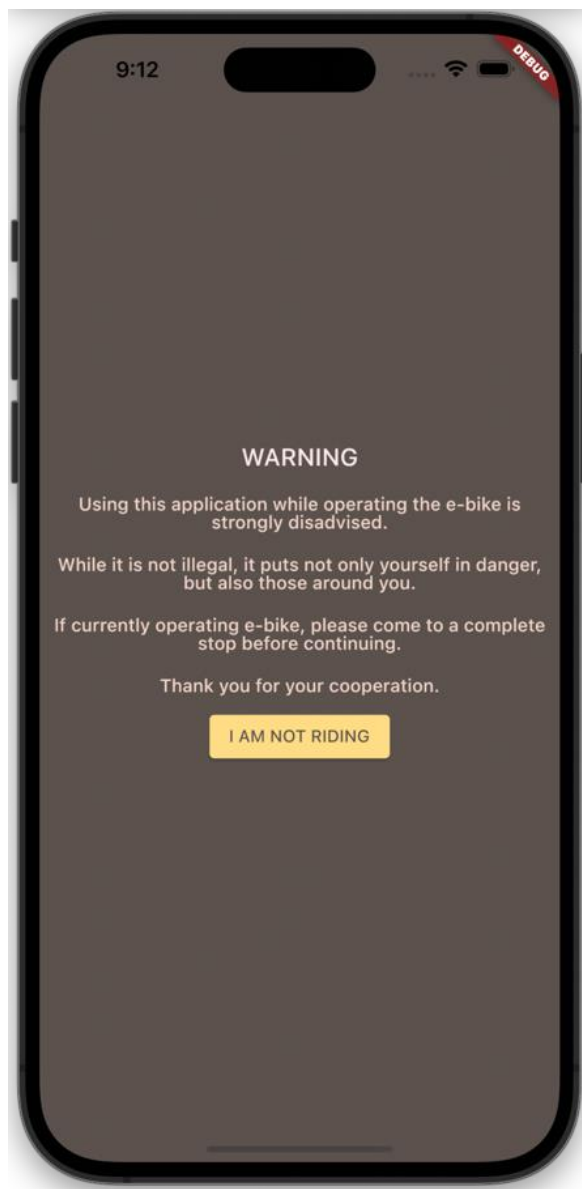 9:12
DEBUG
WARNING
Using this application while operating the e-bike is
strongly disadvised.
While it is not illegal, it puts not only yourself in danger,
but also those around you.
If currently operating e-bike, please come to a complete
stop before continuing.
Thank you for your cooperation.
I AM NOT RIDING